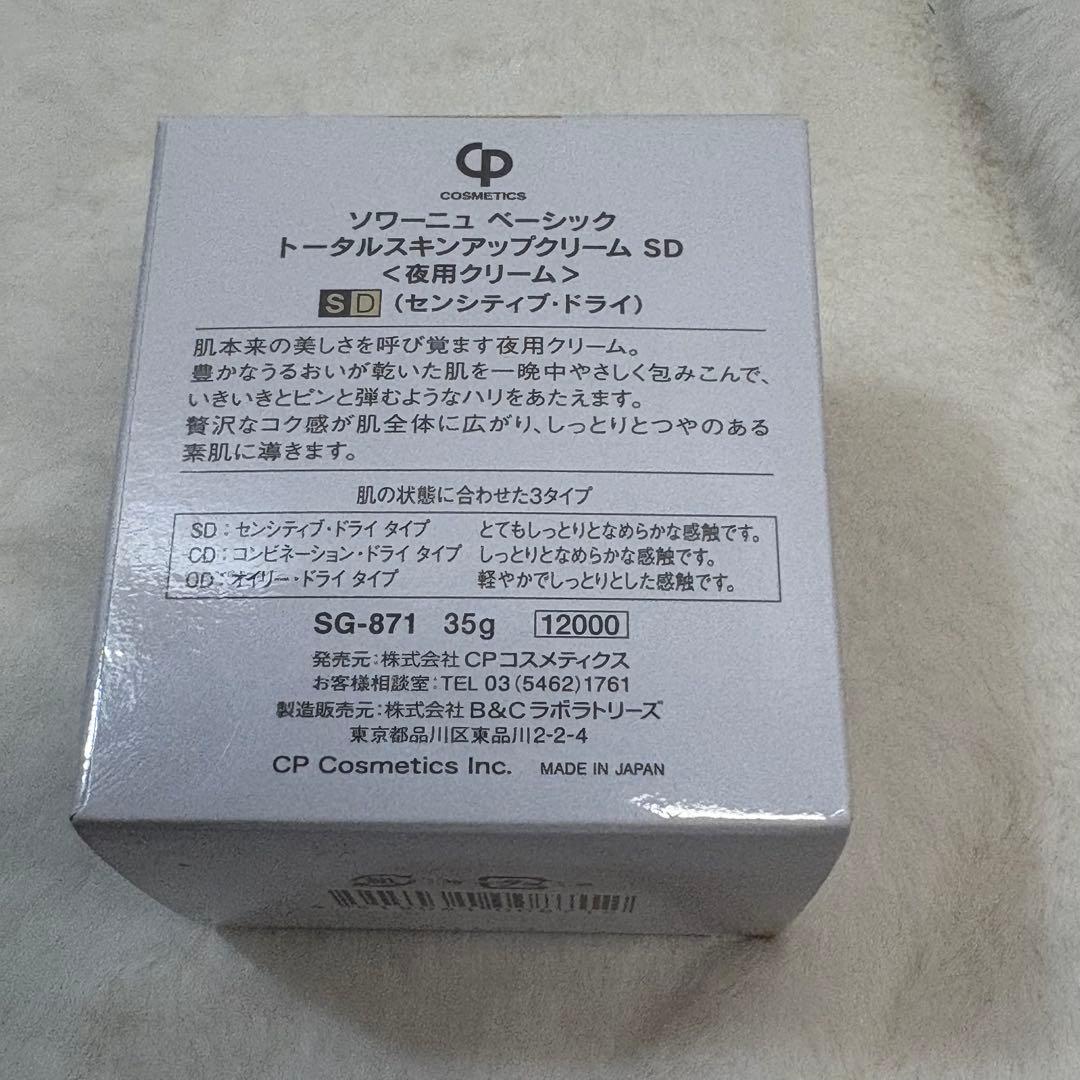 CP
COSMETICS
ソワーニュ ベーシック
トータルスキンアップクリーム SD
<夜用クリーム>
SD (センシティブ・ドライ)
肌本来の美しさを呼び覚ます夜用クリーム。
豊かなうるおいが乾いた肌を一晩中やさしく包みこんで、
いきいきとピンと弾むようなハリをあたえます。
贅沢なコク感が肌全体に広がり、しっとりとつやのある
素肌に導きます。
肌の状態に合わせた3タイプ
SD:センシティブ・ドライ タイプ とてもしっとりとなめらかな感触です。
CD:コンビネーション・ドライ タイプ しっとりとなめらかな感触です。
OD:オイリー・ドライ タイプ 軽やかでしっとりとした感触です。
SG-871 35g 12000
発売元:株式会社 CPコスメティクス
お客様相談室:TEL 03(5462)1761
製造販売元:株式会社 B&Cラボラトリーズ
東京都品川区東品川2-2-4
CP Cosmetics Inc. MADE IN JAPAN